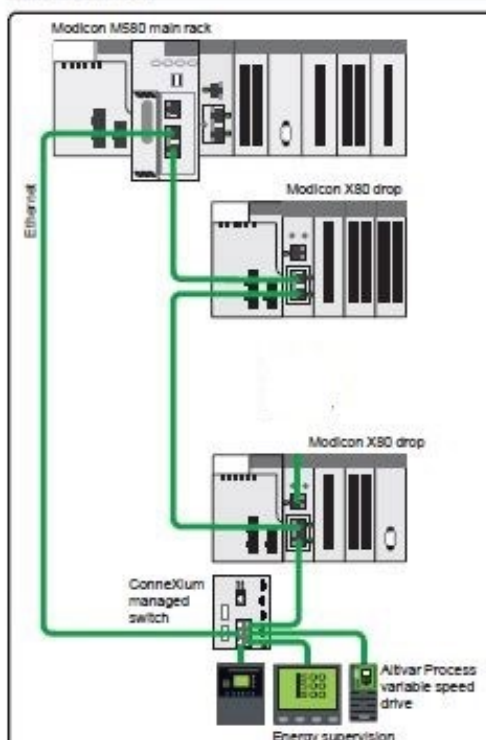 Modicon M580 main rack
Ethernet
Modicon X80 drop
Modicon X80 drop
ConneXium
managed
switch
Altivar Process
variable speed
drive
Energy supervision